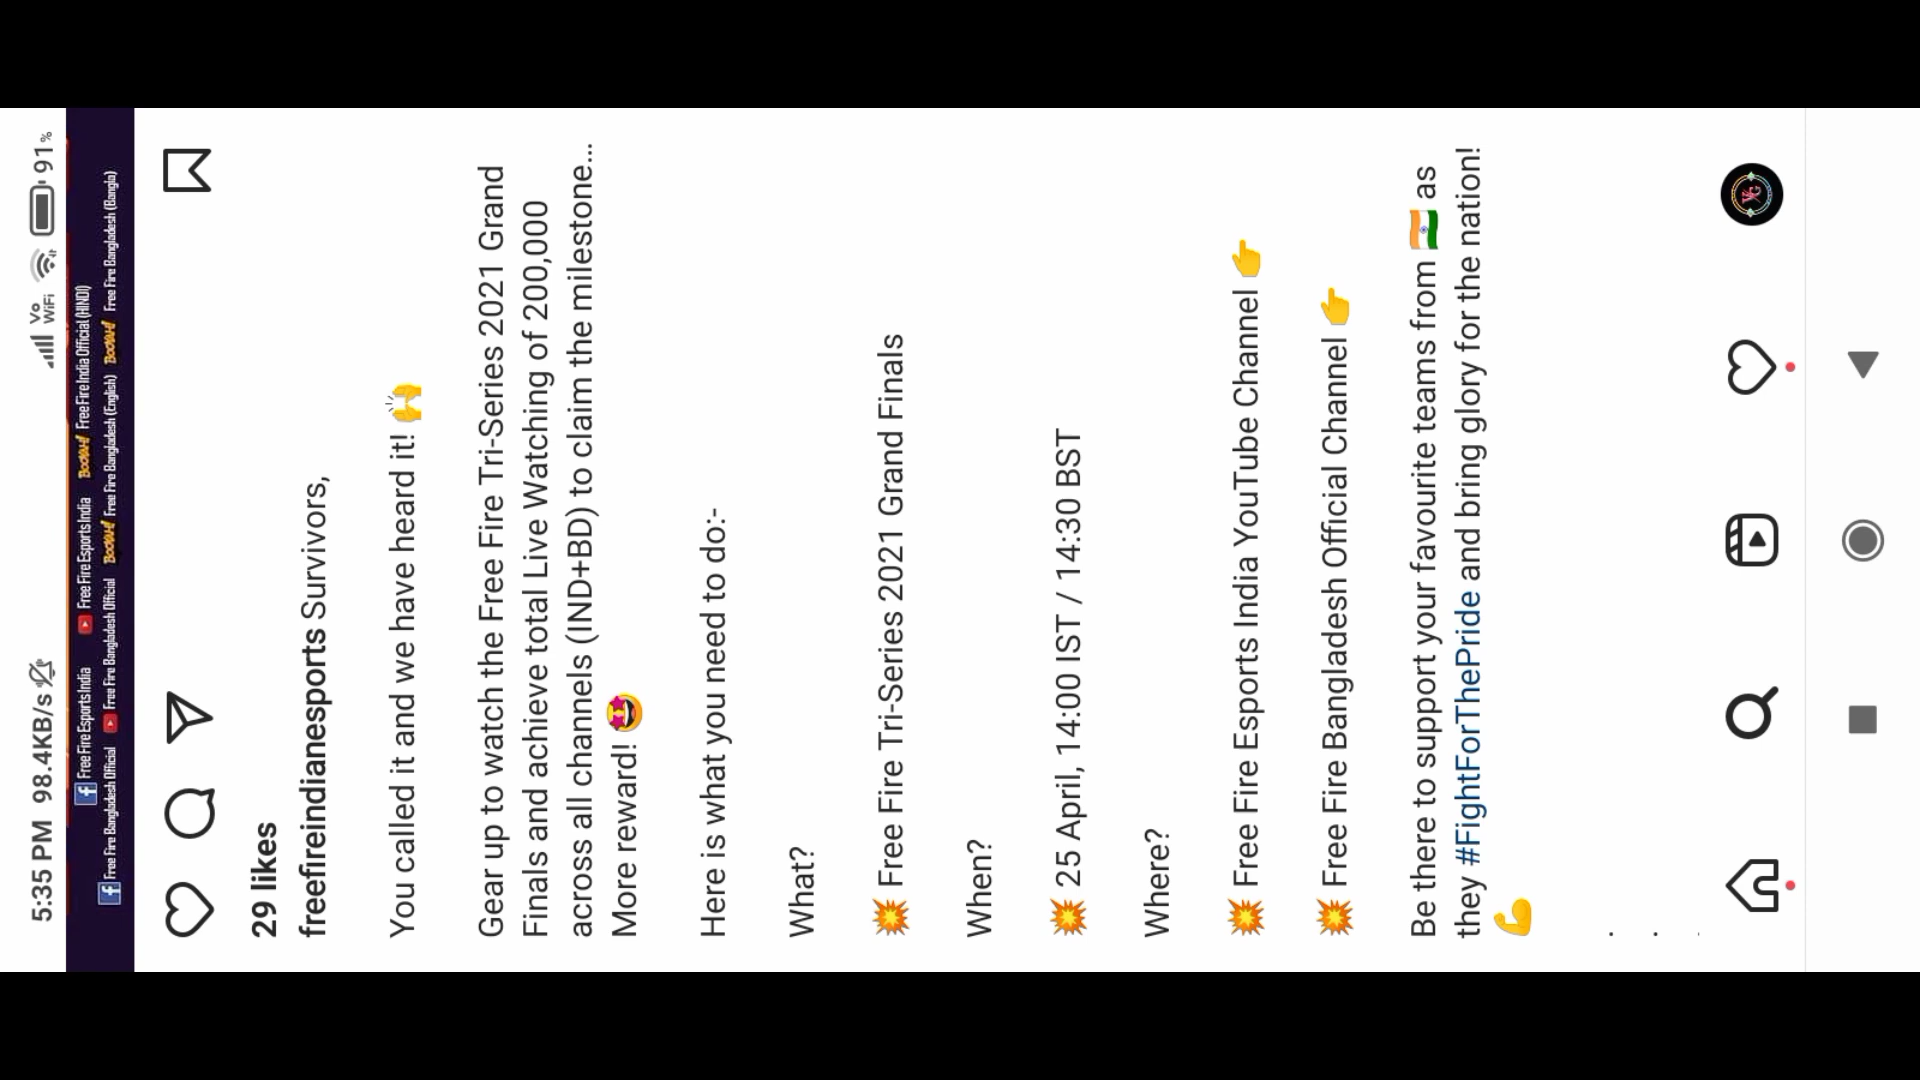 5:35 PM 98.4KB/s Vo WiFi 91%
Free Fire Esports India Free Fire Esports India BOOYAH! Free Fire India Official (HINDI)
Free Fire Bangladesh Official Free Fire Bangladesh Official BOOYAH! Free Fire Bangladesh (English) BOOYAH! Free Fire Bangladesh (Bangla)
29 likes
freefireindianesports Survivors,
You called it and we have heard it! 🙌
Gear up to watch the Free Fire Tri-Series 2021 Grand
Finals and achieve total Live Watching of 200,000
across all channels (IND+BD) to claim the milestone...
More reward! 🤩
Here is what you need to do:-
What?
💥 Free Fire Tri-Series 2021 Grand Finals
When?
💥 25 April, 14:00 IST / 14:30 BST
Where?
💥 Free Fire Esports India YouTube Channel 👉
💥 Free Fire Bangladesh Official Channel 👉
Be there to support your favourite teams from 🇮🇳 as
they #FightForThePride and bring glory for the nation!
💪
.
.
.